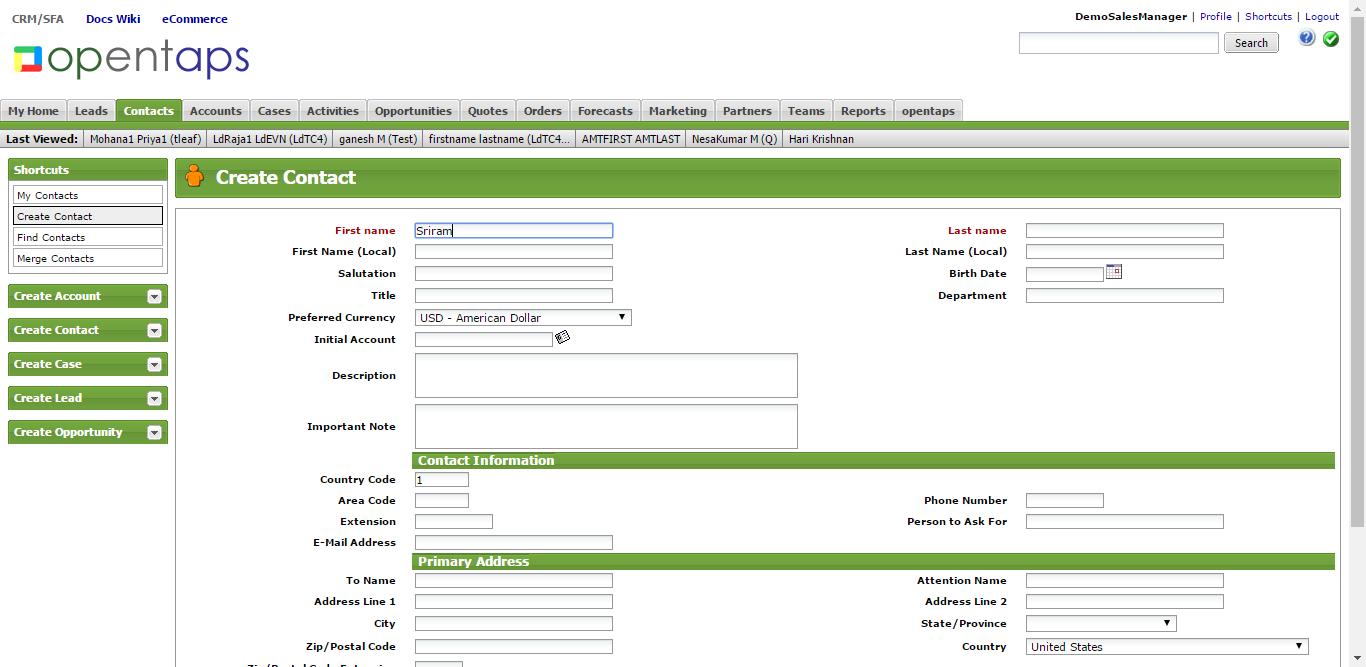 CRM/SFA Docs Wiki eCommerce
DemoSalesManager | Profile | Shortcuts | Logout
opentaps
Search
My Home Leads Contacts Accounts Cases Activities Opportunities Quotes Orders Forecasts Marketing Partners Teams Reports opentaps
Last Viewed: Mohana1 Priya1 (tleaf) LdRaja1 LdEVN (LdTC4) ganesh M (Test) firstname lastname (LdTC4... AMTFIRST AMTLAST NesaKumar M (Q) Hari Krishnan
Shortcuts
My Contacts
Create Contact
Find Contacts
Merge Contacts
Create Account
Create Contact
Create Case
Create Lead
Create Opportunity
Create Contact
First name Sriram Last name
First Name (Local) Last Name (Local)
Salutation Birth Date
Title Department
Preferred Currency USD - American Dollar
Initial Account
Description
Important Note
Contact Information
Country Code 1
Area Code Phone Number
Extension Person to Ask For
E-Mail Address
Primary Address
To Name Attention Name
Address Line 1 Address Line 2
City State/Province
Zip/Postal Code Country United States